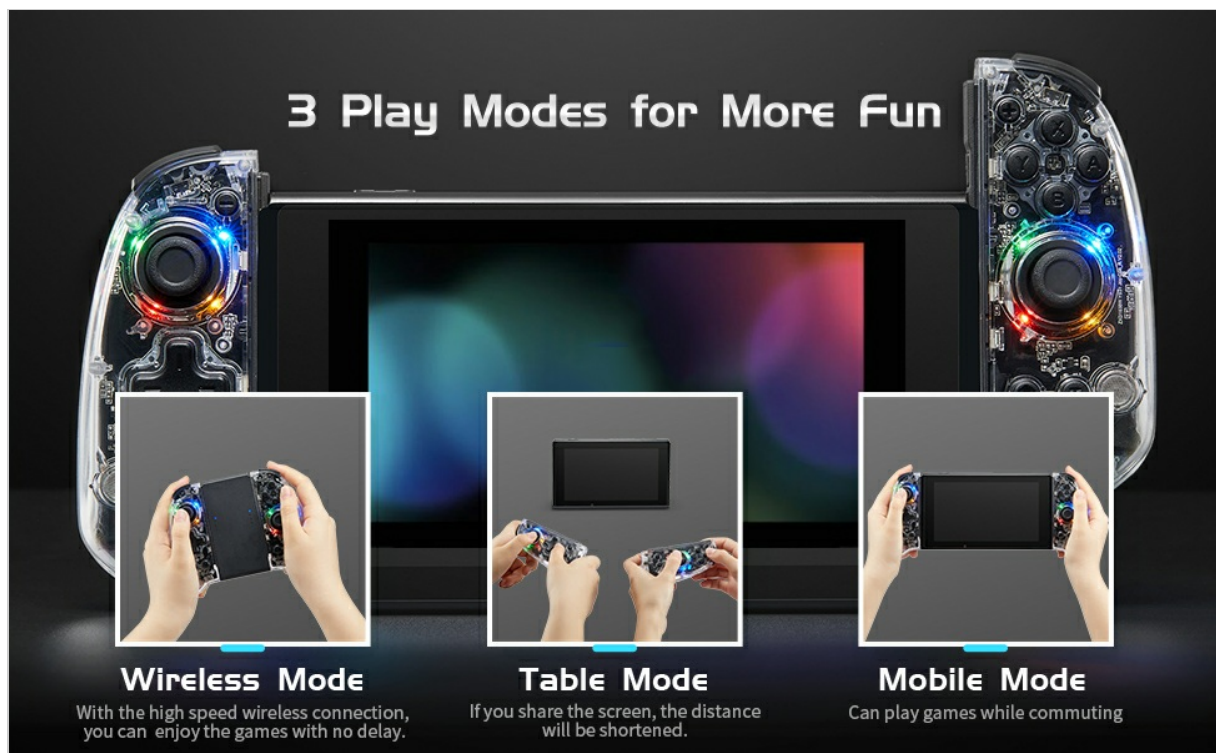 3 Play Modes for More Fun
X
Y
A
B
Wireless Mode
With the high speed wireless connection,
you can enjoy the games with no delay.
Table Mode
If you share the screen, the distance
will be shortened.
Mobile Mode
Can play games while commuting